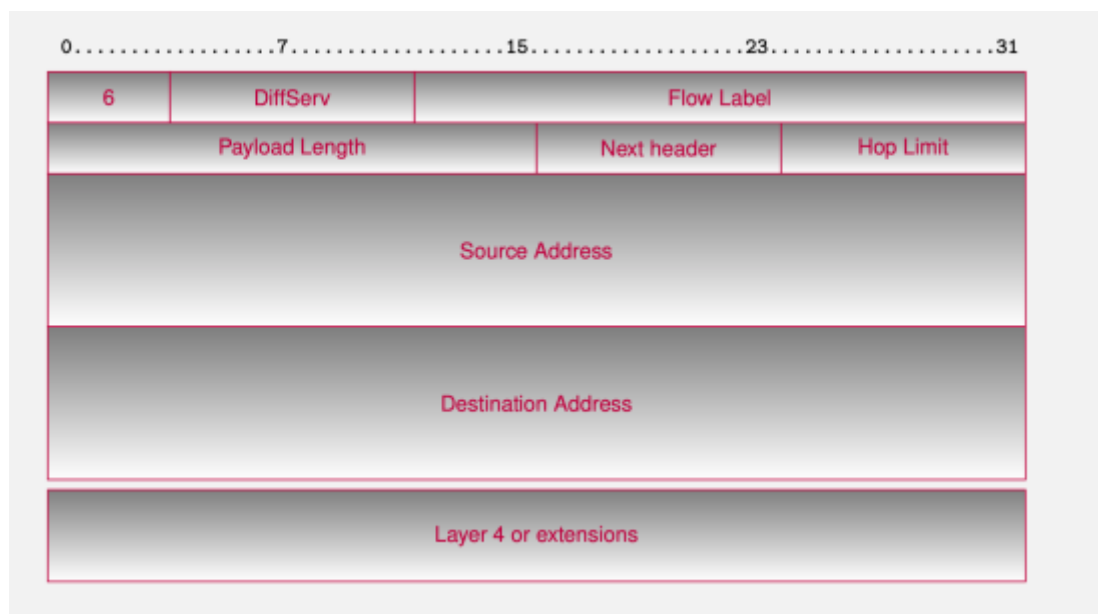 0..................7...................15...................23...................31
6 DiffServ Flow Label
Payload Length Next header Hop Limit
Source Address
Destination Address
Layer 4 or extensions